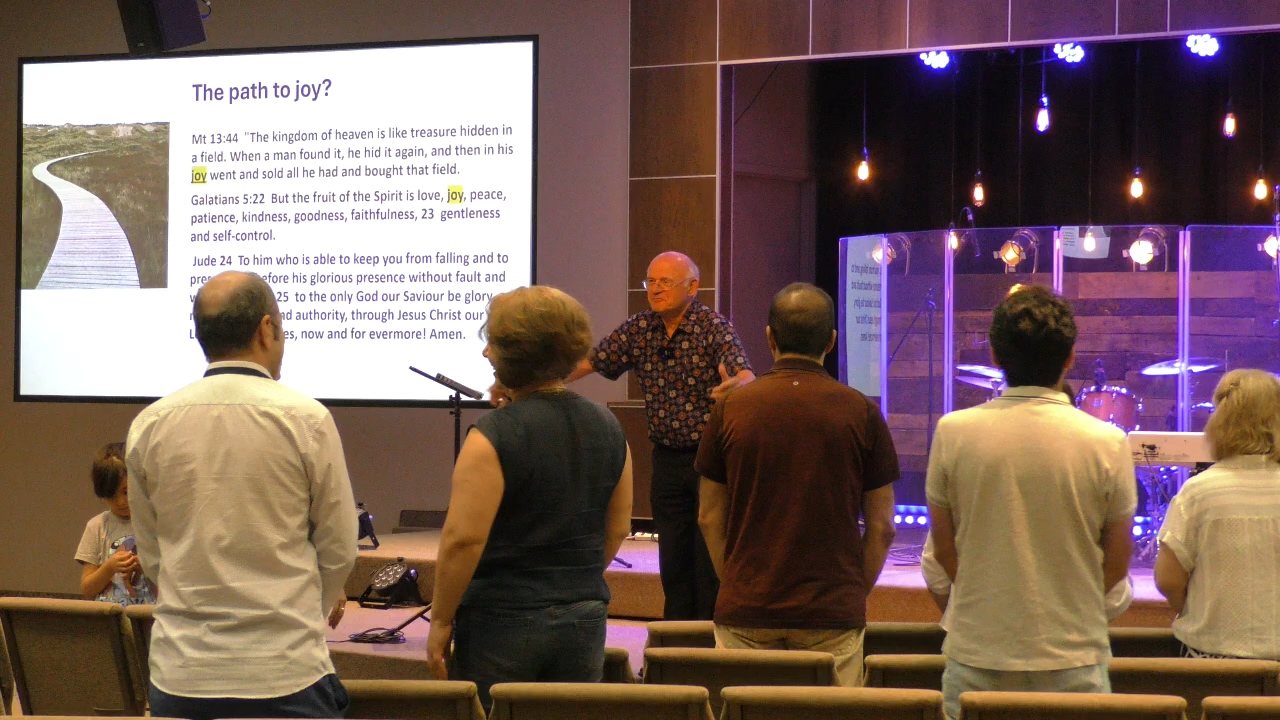 The path to joy?
Mt 13:44 "The kingdom of heaven is like treasure hidden in
a field. When a man found it, he hid it again, and then in his
joy went and sold all he had and bought that field.
Galatians 5:22 But the fruit of the Spirit is love, joy, peace,
patience, kindness, goodness, faithfulness, 23 gentleness
and self-control.
Jude 24 To him who is able to keep you from falling and to
his glorious presence without fault and
25 to the only God our Saviour be glory
authority, through Jesus Christ our
now and for evermore! Amen.